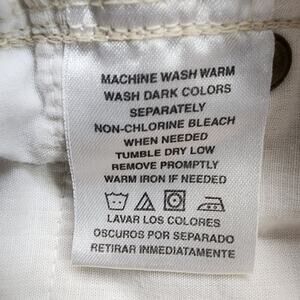 MACHINE WASH WARM
WASH DARK COLORS
SEPARATELY
NON-CHLORINE BLEACH
WHEN NEEDED
TUMBLE DRY LOW
REMOVE PROMPTLY
WARM IRON IF NEEDED
LAVAR LOS COLORES
OSCUROS POR SEPARADO
RETIRAR INMEDIATAMENTE